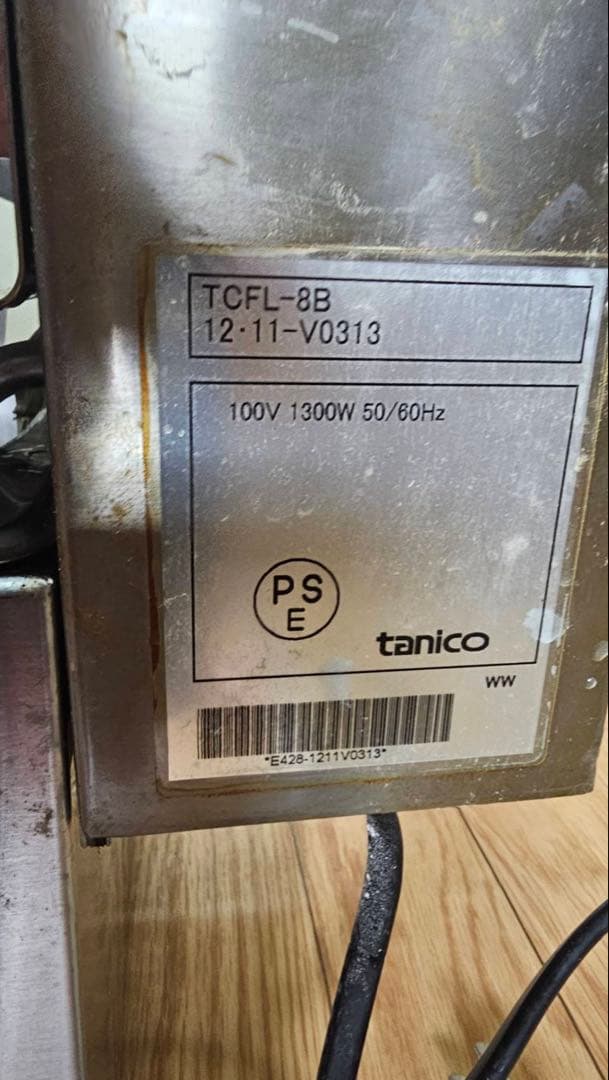 TCFL-8B
12·11-V0313
100V 1300W 50/60Hz
PS
E
tanico
WW
*E428-1211V0313*